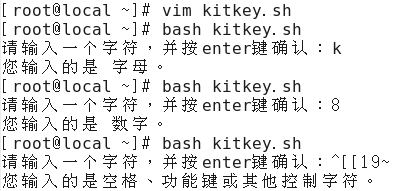 [root@local ~]# vim kitkey.sh
[root@local ~]# bash kitkey.sh
请输入一个字符，并按enter键确认：k
您输入的是 字母。
[root@local ~]# bash kitkey.sh
请输入一个字符，并按enter键确认：8
您输入的是 数字。
[root@local ~]# bash kitkey.sh
请输入一个字符，并按enter键确认：^[[19~
您输入的是空格、功能键或其他控制字符。